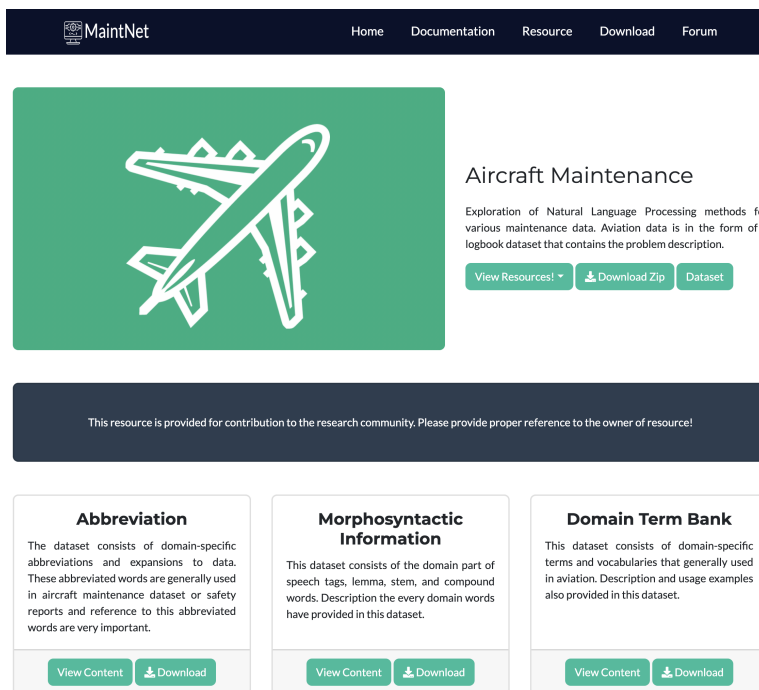 MaintNet
Home Documentation Resource Download Forum
Aircraft Maintenance
Exploration of Natural Language Processing methods
various maintenance data. Aviation data is in the form of
logbook dataset that contains the problem description.
View Resources! Download Zip Dataset
This resource is provided for contribution to the research community. Please provide proper reference to the owner of resource!
Abbreviation
The dataset consists of domain-specific
abbreviations and expansions to data.
These abbreviated words are generally used
in aircraft maintenance dataset or safety
reports and reference to this abbreviated
words are very important.
View Content Download
Morphosyntactic
Information
This dataset consists of the domain part of
speech tags, lemma, stem, and compound
words. Description the every domain words
have provided in this dataset.
View Content Download
Domain Term Bank
This dataset consists of domain-specific
terms and vocabularies that generally used
in aviation. Description and usage examples
also provided in this dataset.
View Content Download